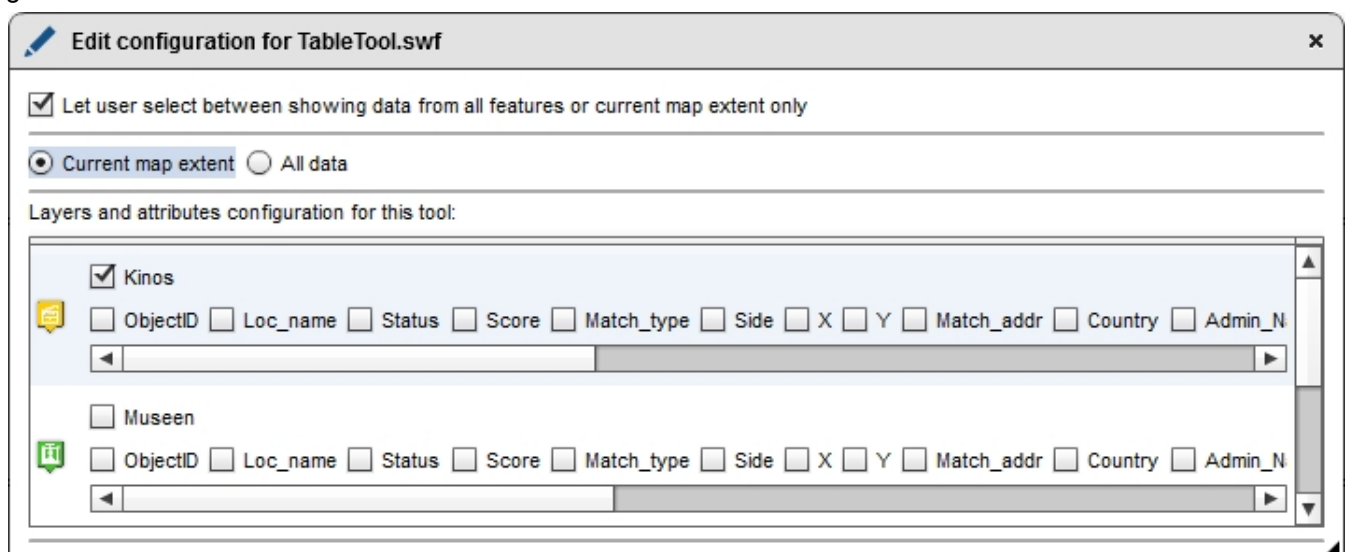 Edit configuration for TableTool.swf
Let user select between showing data from all features or current map extent only
Current map extent All data
Layers and attributes configuration for this tool:
Kinos
ObjectID Loc_name Status Score Match_type Side X Y Match_addr Country Admin_N
Museen
ObjectID Loc_name Status Score Match_type Side X Y Match_addr Country Admin_N